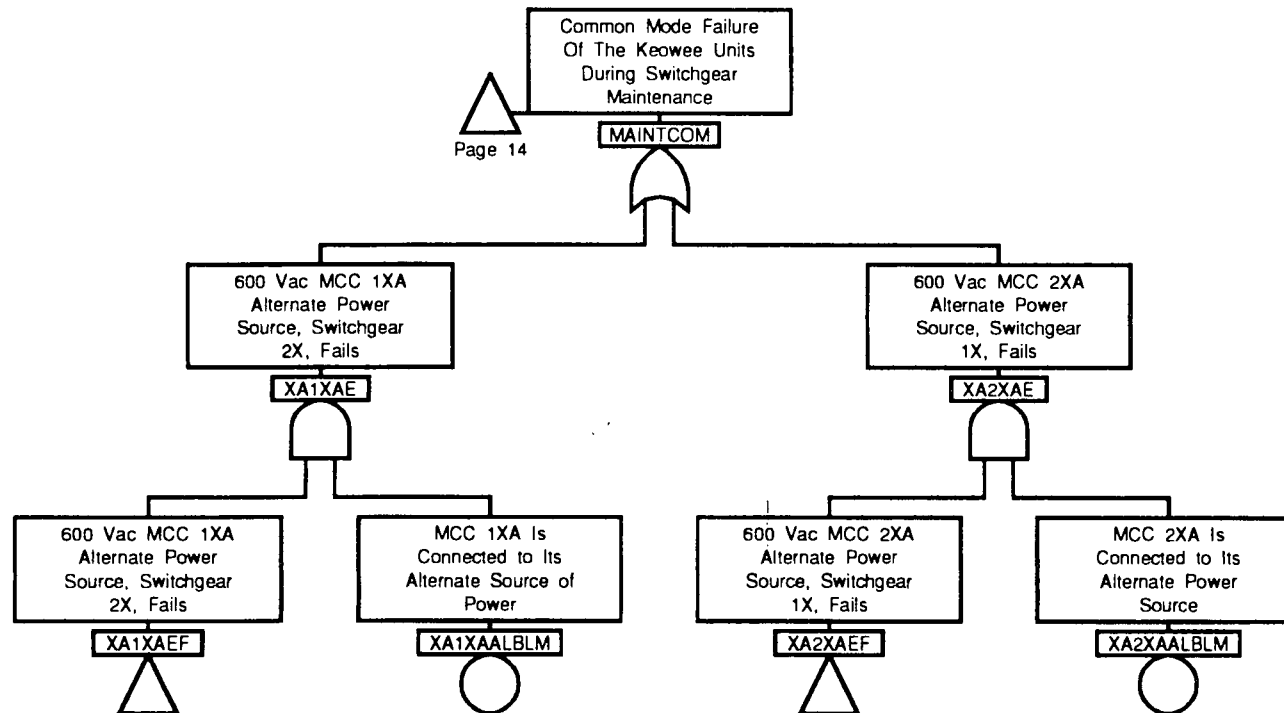 Common Mode Failure
Of The Keowee Units
During Switchgear
Maintenance
Page 14
MAINTCOM
600 Vac MCC 1XA
Alternate Power
Source, Switchgear
2X, Fails
XA1XAE
600 Vac MCC 2XA
Alternate Power
Source, Switchgear
1X, Fails
XA2XAE
600 Vac MCC 1XA
Alternate Power
Source, Switchgear
2X, Fails
XA1XAEF
MCC 1XA Is
Connected to Its
Alternate Source of
Power
XA1XAALBLM
600 Vac MCC 2XA
Alternate Power
Source, Switchgear
1X, Fails
XA2XAEF
MCC 2XA Is
Connected to Its
Alternate Power
Source
XA2XAALBLM